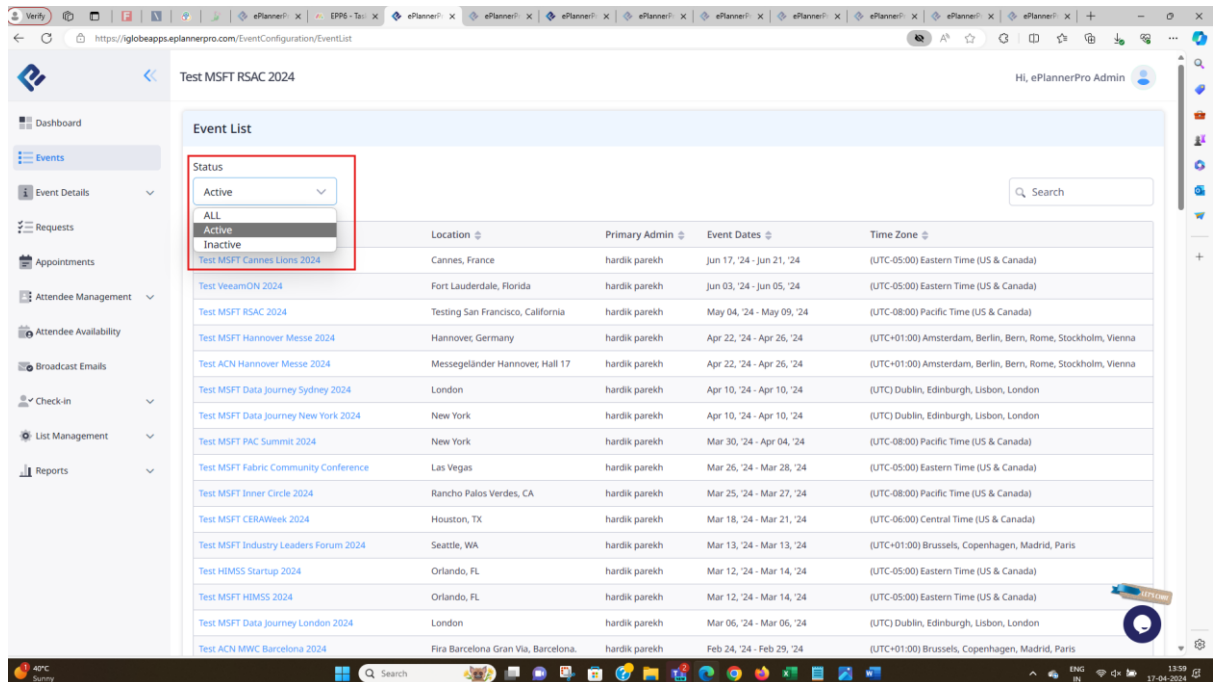 Verify
ePlannerPr
EPP6 - Tas
ePlannerPr
ePlannerPr
ePlannerPr
ePlannerPr
ePlannerPr
ePlannerPr
ePlannerPr
ePlannerPr
ePlannerPr
https://iglobeapps.eplannerpro.com/EventConfiguration/EventList
Test MSFT RSAC 2024
Hi, ePlannerPro Admin
Dashboard
Events
Event Details
Requests
Appointments
Attendee Management
Attendee Availability
Broadcast Emails
Check-in
List Management
Reports
Event List
Status
Active
Search
ALL
Active
Inactive
Location Primary Admin Event Dates Time Zone
Test MSFT Cannes Lions 2024 Cannes, France hardik parekh Jun 17, '24 - Jun 21, '24 (UTC-05:00) Eastern Time (US & Canada)
Test VeeamON 2024 Fort Lauderdale, Florida hardik parekh Jun 03, '24 - Jun 05, '24 (UTC-05:00) Eastern Time (US & Canada)
Test MSFT RSAC 2024 Testing San Francisco, California hardik parekh May 04, '24 - May 09, '24 (UTC-08:00) Pacific Time (US & Canada)
Test MSFT Hannover Messe 2024 Hannover, Germany hardik parekh Apr 22, '24 - Apr 26, '24 (UTC+01:00) Amsterdam, Berlin, Bern, Rome, Stockholm, Vienna
Test ACN Hannover Messe 2024 Messegeländer Hannover, Hall 17 hardik parekh Apr 22, '24 - Apr 26, '24 (UTC+01:00) Amsterdam, Berlin, Bern, Rome, Stockholm, Vienna
Test MSFT Data Journey Sydney 2024 London hardik parekh Apr 10, '24 - Apr 10, '24 (UTC) Dublin, Edinburgh, Lisbon, London
Test MSFT Data Journey New York 2024 New York hardik parekh Apr 10, '24 - Apr 10, '24 (UTC) Dublin, Edinburgh, Lisbon, London
Test MSFT PAC Summit 2024 New York hardik parekh Mar 30, '24 - Apr 04, '24 (UTC-08:00) Pacific Time (US & Canada)
Test MSFT Fabric Community Conference Las Vegas hardik parekh Mar 26, '24 - Mar 28, '24 (UTC-05:00) Eastern Time (US & Canada)
Test MSFT Inner Circle 2024 Rancho Palos Verdes, CA hardik parekh Mar 25, '24 - Mar 27, '24 (UTC-08:00) Pacific Time (US & Canada)
Test MSFT CERAWeek 2024 Houston, TX hardik parekh Mar 18, '24 - Mar 21, '24 (UTC-06:00) Central Time (US & Canada)
Test MSFT Industry Leaders Forum 2024 Seattle, WA hardik parekh Mar 13, '24 - Mar 13, '24 (UTC+01:00) Brussels, Copenhagen, Madrid, Paris
Test HIMSS Startup 2024 Orlando, FL hardik parekh Mar 12, '24 - Mar 14, '24 (UTC-05:00) Eastern Time (US & Canada)
Test MSFT HIMSS 2024 Orlando, FL hardik parekh Mar 12, '24 - Mar 14, '24 (UTC-05:00) Eastern Time (US & Canada)
Test MSFT Data Journey London 2024 London hardik parekh Mar 06, '24 - Mar 06, '24 (UTC) Dublin, Edinburgh, Lisbon, London
Test ACN MWC Barcelona 2024 Fira Barcelona Gran Via, Barcelona. hardik parekh Feb 24, '24 - Feb 29, '24 (UTC+01:00) Brussels, Copenhagen, Madrid, Paris
40°C
Sunny
Search
ENG
IN
13:59
17-04-2024